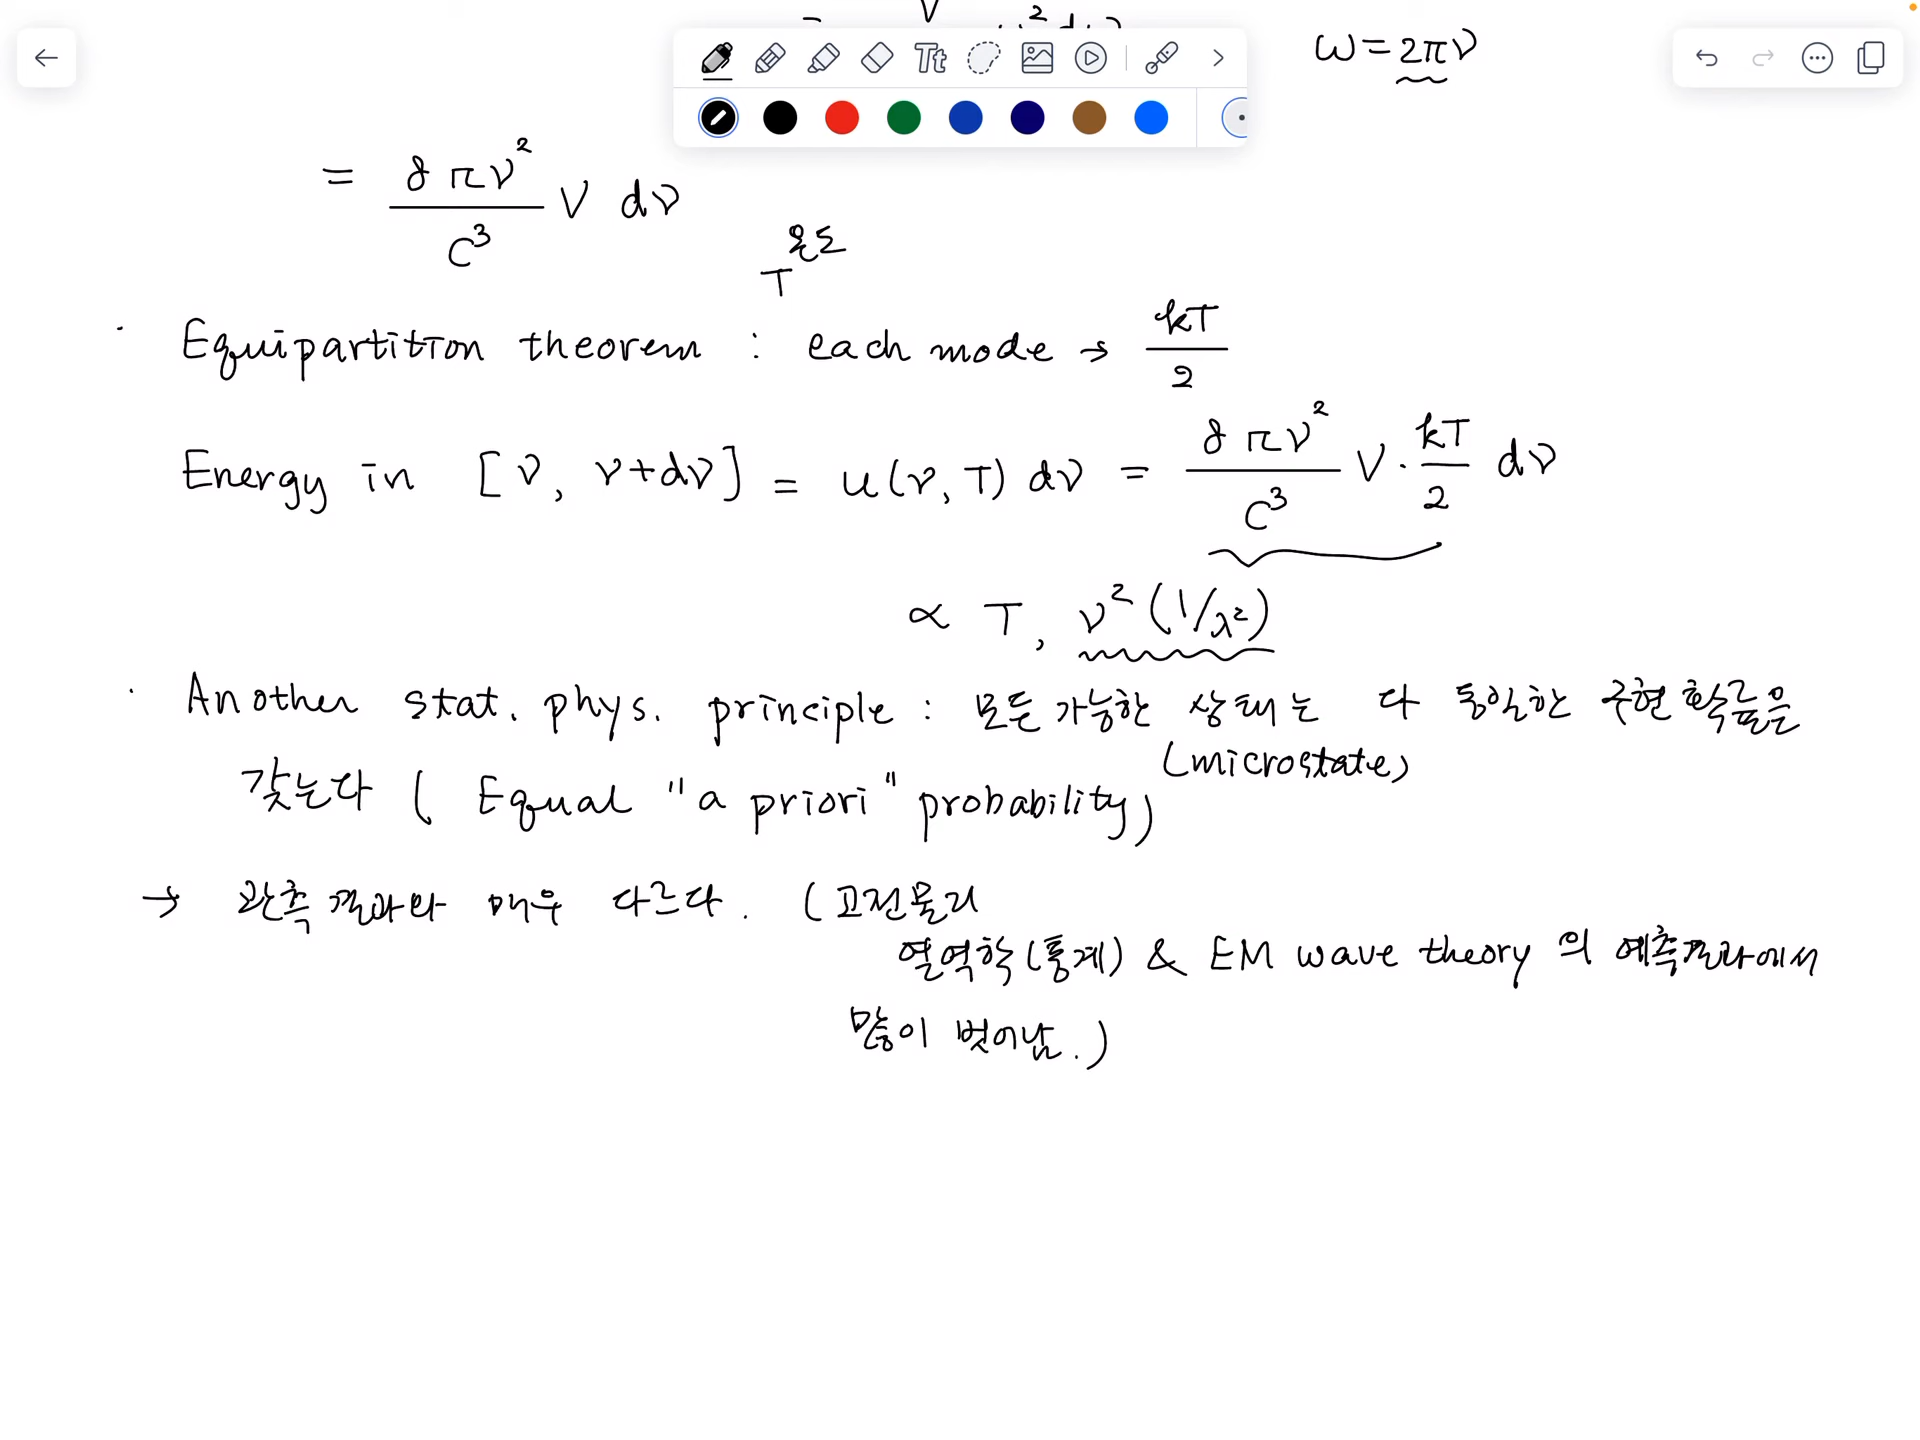 ω = 2πν
= 8πν² / c³ V dν
T 온도
· Equipartition theorem : each mode → kT/2
Energy in [ν, ν+dν] = u(ν, T) dν = 8πν² / c³ V · kT/2 dν
∝ T, ν² (1/λ²)
· Another stat. phys. principle : 모든 가능한 상태는 다 동일한 구현 확률을
(microstate)
갖는다 ( Equal "a priori" probability)
→ 관측 결과와 매우 다르다. (고전물리
열역학(통계) & EM wave theory 의 예측결과에서
많이 벗어남.)
Tt